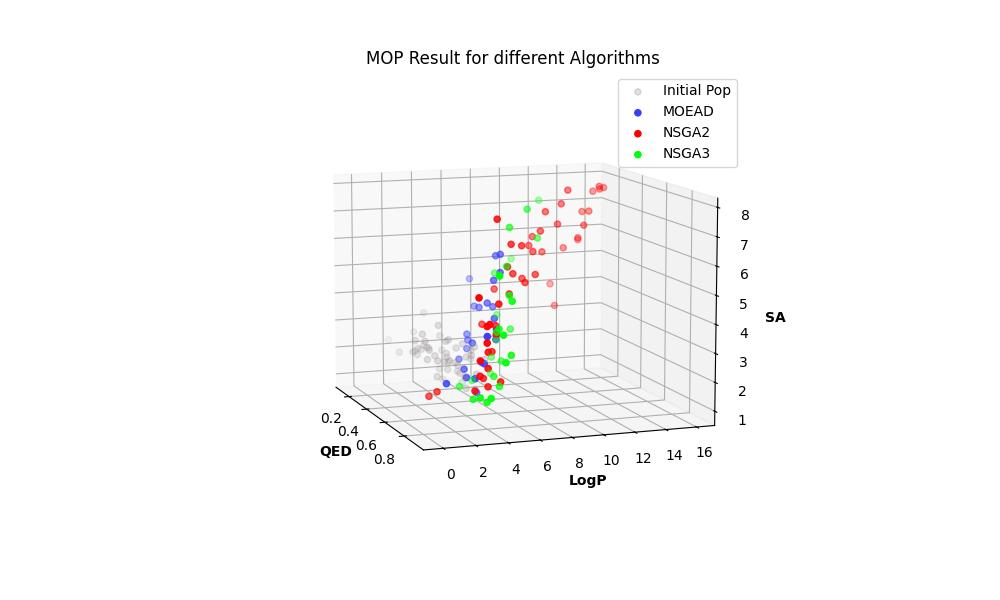 MOP Result for different Algorithms
Initial Pop
MOEAD
NSGA2
NSGA3
8
7
6
5
4
3
2
1
SA
0.2
0.4
0.6
0.8
QED
0 2 4 6 8 10 12 14 16
LogP